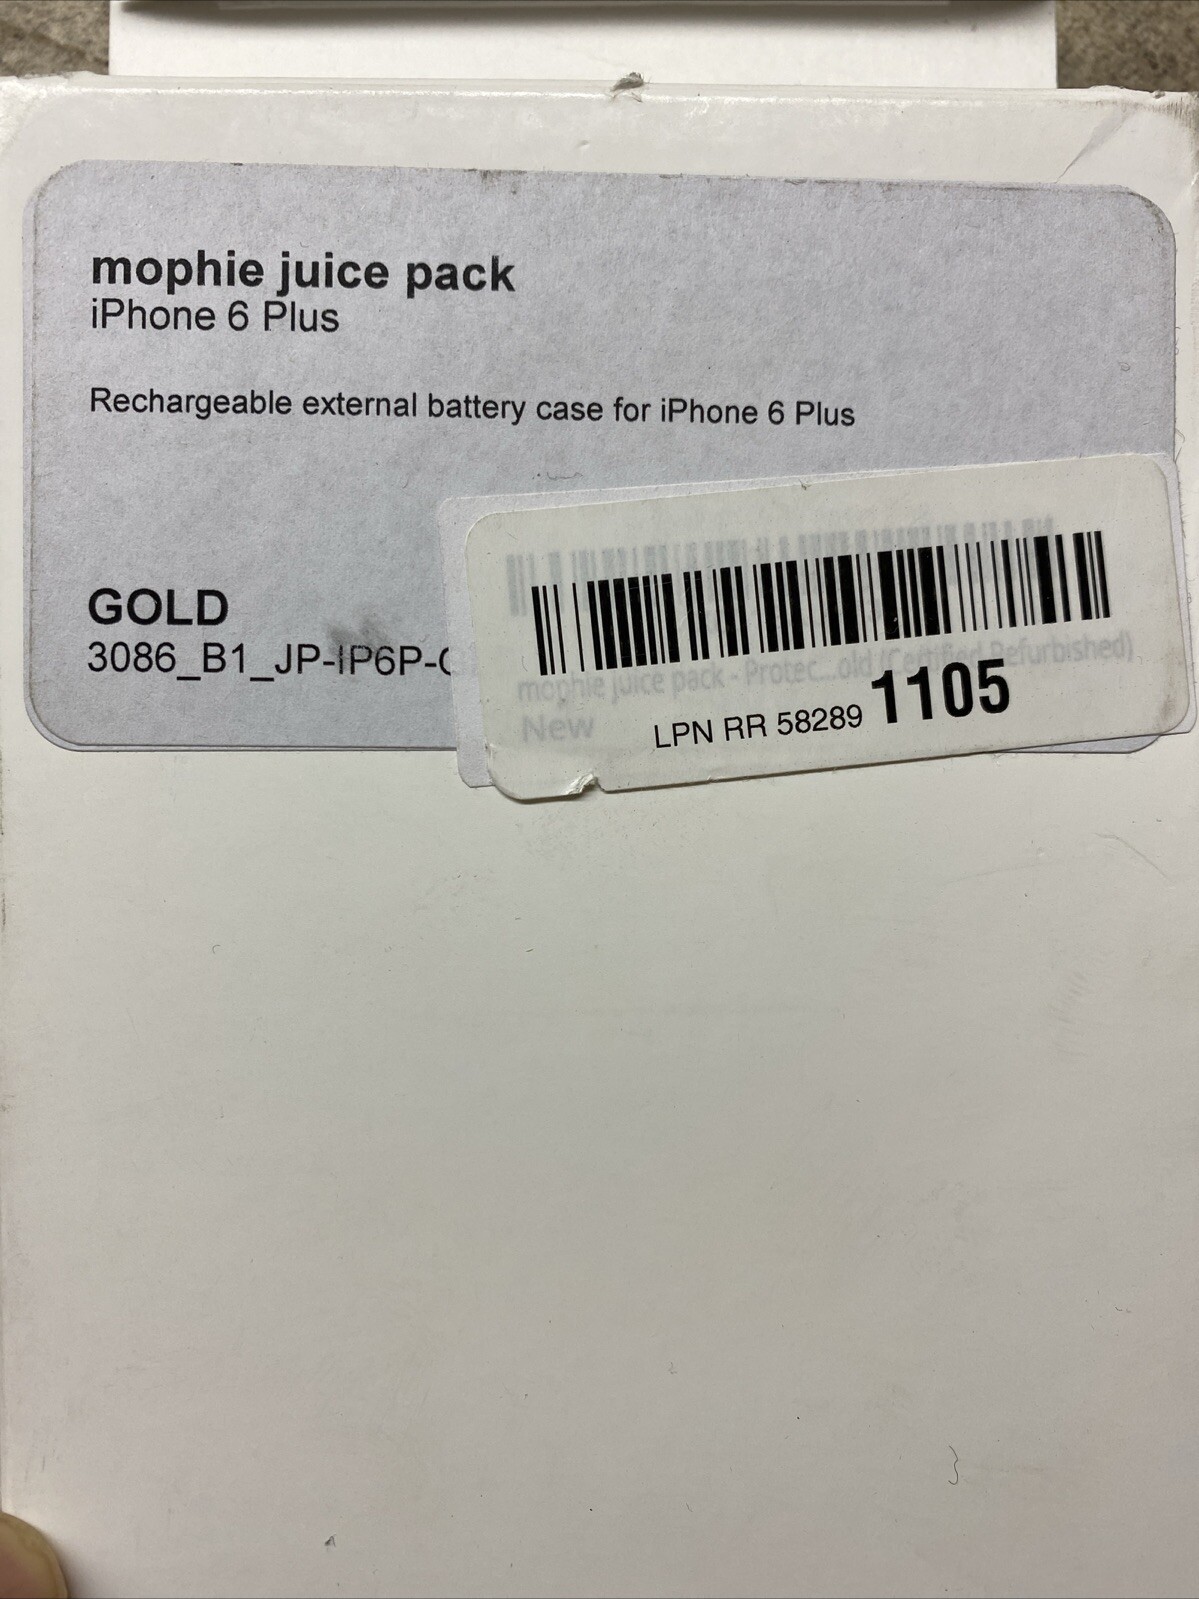 mophie juice pack
iPhone 6 Plus
Rechargeable external battery case for iPhone 6 Plus
GOLD
3086_B1_JP-IP6P-
mophie juice pack - Protec...old (Certified Refurbished)
New
LPN RR 58289 1105